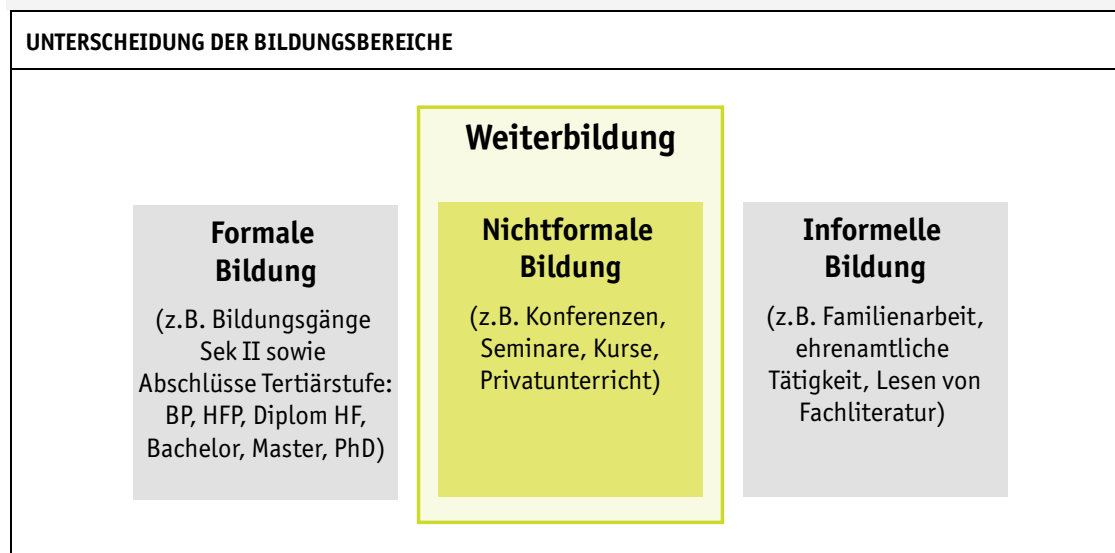 UNTERSCHEIDUNG DER BILDUNGSBEREICHE
Weiterbildung
Formale
Bildung
(z.B. Bildungsgänge
Sek II sowie
Abschlüsse Tertiärstufe:
BP, HFP, Diplom HF,
Bachelor, Master, PhD)
Nichtformale
Bildung
(z.B. Konferenzen,
Seminare, Kurse,
Privatunterricht)
Informelle
Bildung
(z.B. Familienarbeit,
ehrenamtliche
Tätigkeit, Lesen von
Fachliteratur)